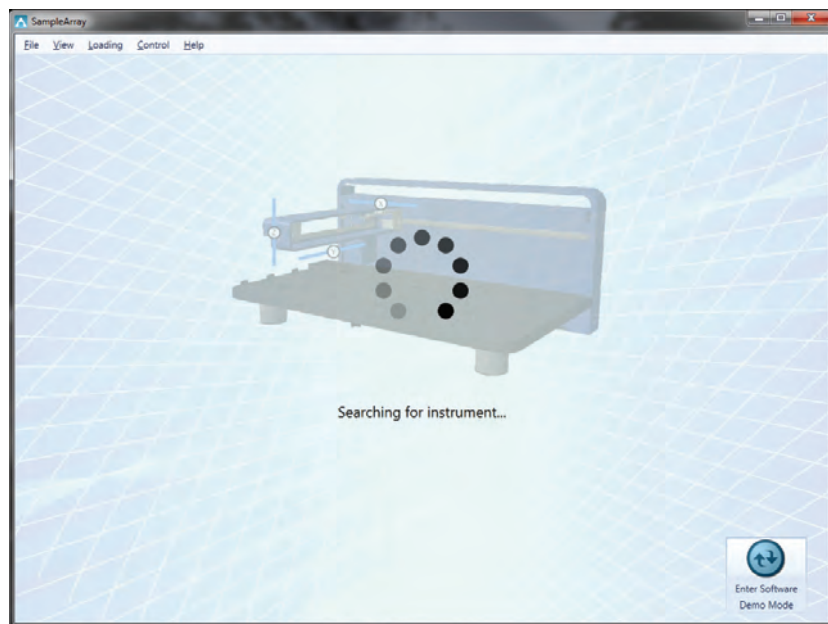 SampleArray
File View Loading Control Help
Searching for instrument...
Enter Software
Demo Mode